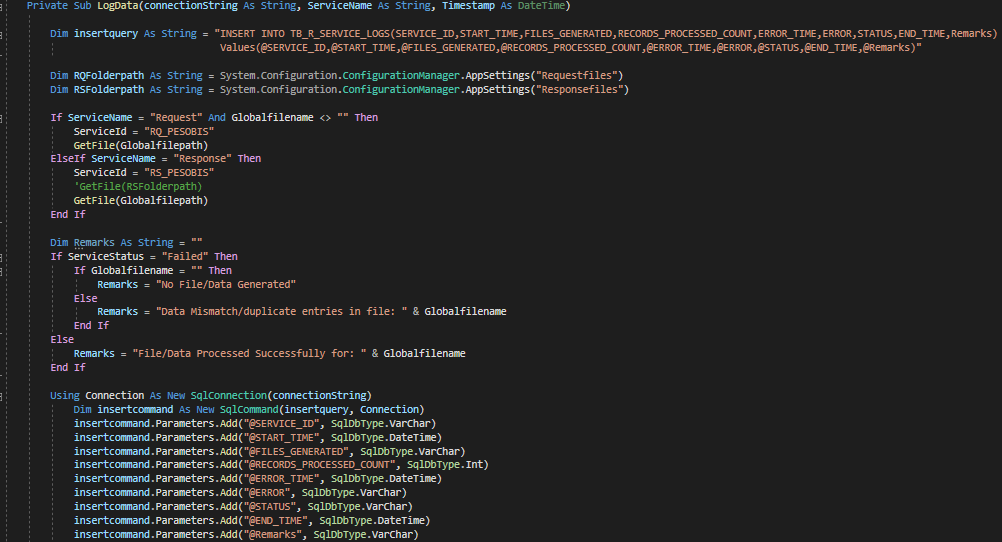 Private Sub LogData(connectionString As String, ServiceName As String, Timestamp As DateTime)
Dim insertquery As String = "INSERT INTO TB_R_SERVICE_LOGS(SERVICE_ID,START_TIME,FILES_GENERATED,RECORDS_PROCESSED_COUNT,ERROR_TIME,ERROR,STATUS,END_TIME,Remarks)
Values(@SERVICE_ID,@START_TIME,@FILES_GENERATED,@RECORDS_PROCESSED_COUNT,@ERROR_TIME,@ERROR,@STATUS,@END_TIME,@Remarks)"
Dim RQFolderpath As String = System.Configuration.ConfigurationManager.AppSettings("Requestfiles")
Dim RSFolderpath As String = System.Configuration.ConfigurationManager.AppSettings("Responsefiles")
If ServiceName = "Request" And Globalfilename <> "" Then
ServiceId = "RQ_PESOBIS"
GetFile(Globalfilepath)
ElseIf ServiceName = "Response" Then
ServiceId = "RS_PESOBIS"
'GetFile(RSFolderpath)
GetFile(Globalfilepath)
End If
Dim Remarks As String = ""
If ServiceStatus = "Failed" Then
If Globalfilename = "" Then
Remarks = "No File/Data Generated"
Else
Remarks = "Data Mismatch/duplicate entries in file: " & Globalfilename
End If
Else
Remarks = "File/Data Processed Successfully for: " & Globalfilename
End If
Using Connection As New SqlConnection(connectionString)
Dim insertcommand As New SqlCommand(insertquery, Connection)
insertcommand.Parameters.Add("@SERVICE_ID", SqlDbType.VarChar)
insertcommand.Parameters.Add("@START_TIME", SqlDbType.DateTime)
insertcommand.Parameters.Add("@FILES_GENERATED", SqlDbType.VarChar)
insertcommand.Parameters.Add("@RECORDS_PROCESSED_COUNT", SqlDbType.Int)
insertcommand.Parameters.Add("@ERROR_TIME", SqlDbType.DateTime)
insertcommand.Parameters.Add("@ERROR", SqlDbType.VarChar)
insertcommand.Parameters.Add("@STATUS", SqlDbType.VarChar)
insertcommand.Parameters.Add("@END_TIME", SqlDbType.DateTime)
insertcommand.Parameters.Add("@Remarks", SqlDbType.VarChar)